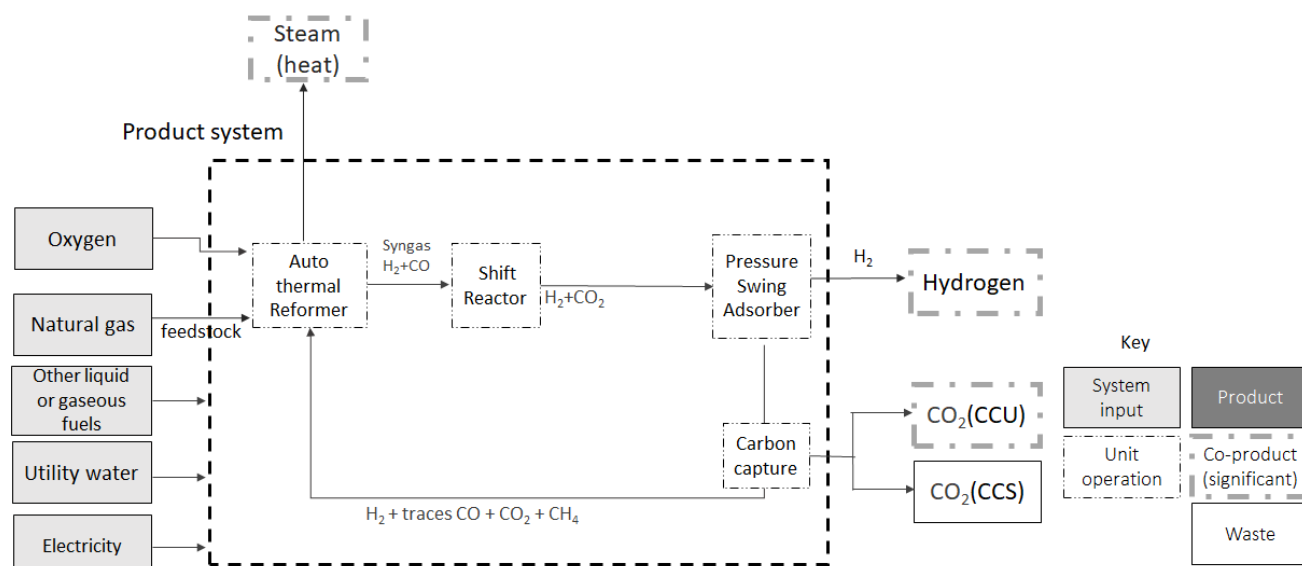 Steam
(heat)
Product system
Oxygen
Natural gas
feedstock
Other liquid
or gaseous
fuels
Utility water
Electricity
Auto
thermal
Reformer
Syngas
H₂+CO
Shift
Reactor
H₂+CO₂
Pressure
Swing
Adsorber
H₂
Hydrogen
Carbon
capture
CO₂(CCU)
CO₂(CCS)
H₂ + traces CO + CO₂ + CH₄
Key
System
input
Product
Unit
operation
Co-product
(significant)
Waste